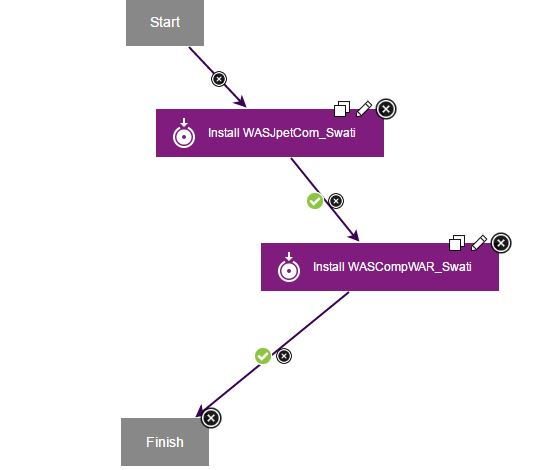 Start
Install WASJpetCom_Swati
Install WASCompWAR_Swati
Finish